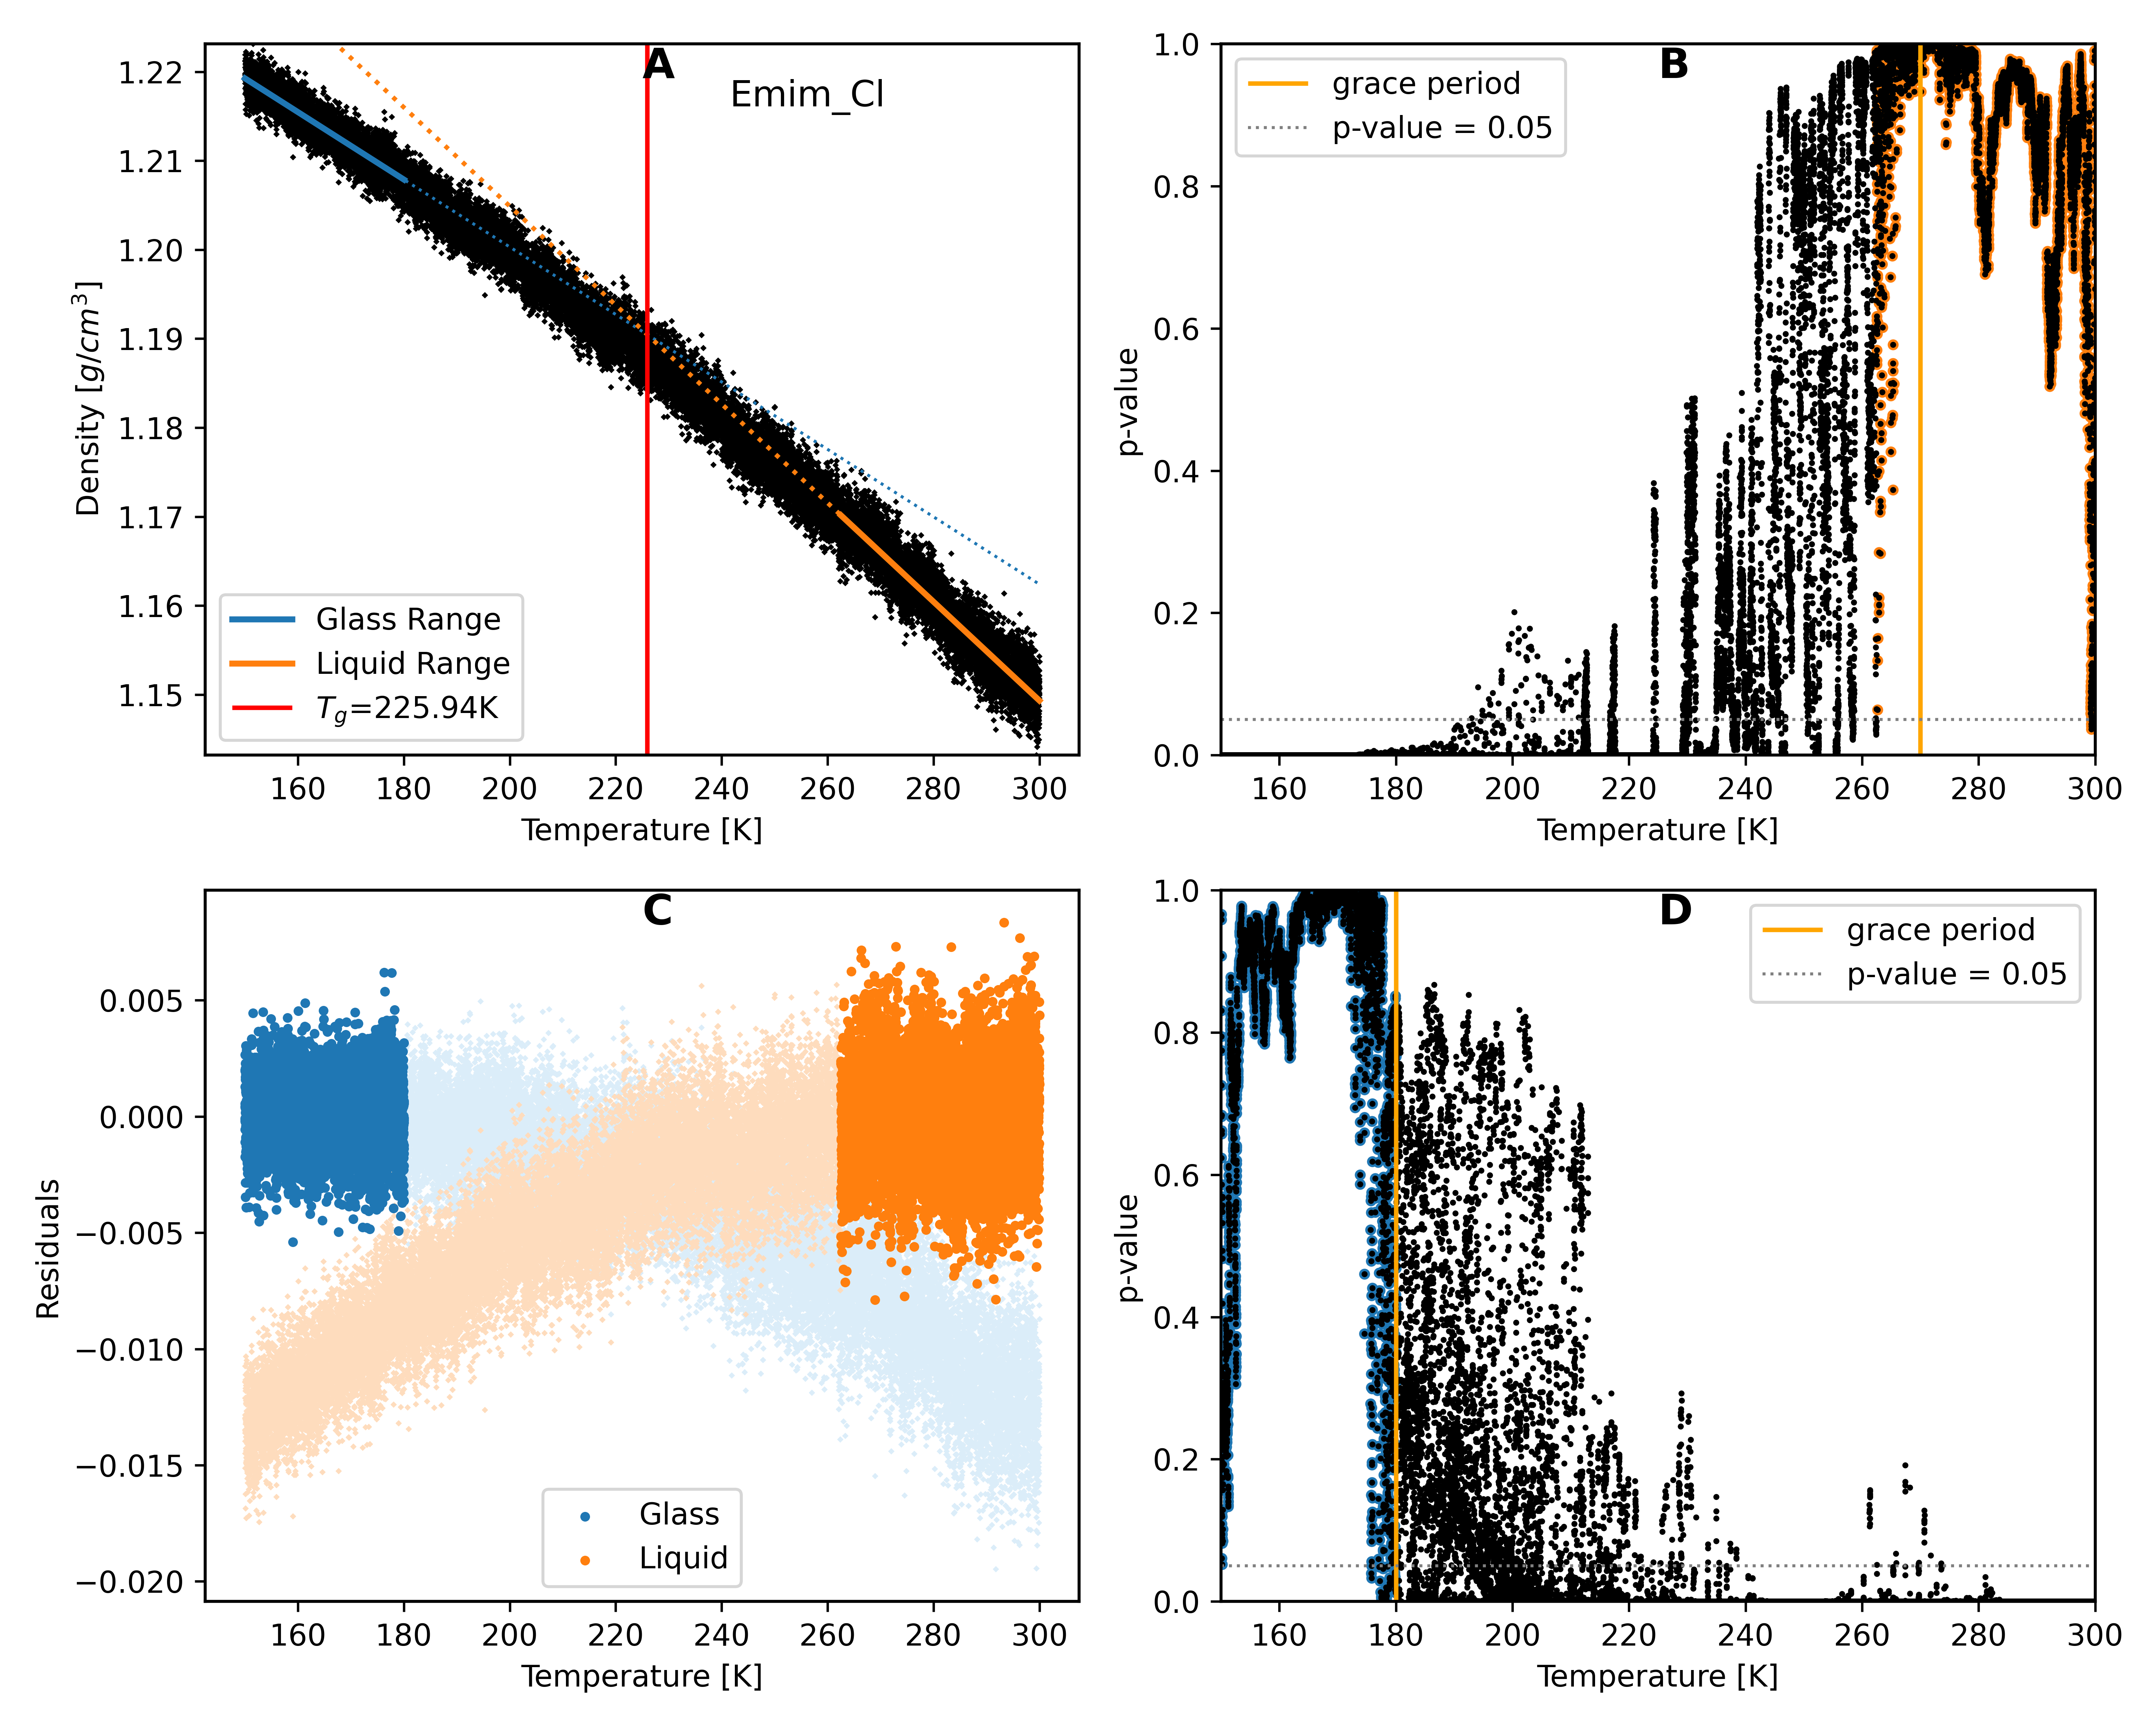 A
Emim_Cl
1.22
1.21
1.20
1.19
1.18
1.17
1.16
1.15
Density [g/cm³]
Glass Range
Liquid Range
Tg=225.94K
160 180 200 220 240 260 280 300
Temperature [K]
B
grace period
p-value = 0.05
1.0
0.8
0.6
0.4
0.2
0.0
p-value
160 180 200 220 240 260 280 300
Temperature [K]
C
0.005
0.000
−0.005
−0.010
−0.015
−0.020
Residuals
Glass
Liquid
160 180 200 220 240 260 280 300
Temperature [K]
D
grace period
p-value = 0.05
1.0
0.8
0.6
0.4
0.2
0.0
p-value
160 180 200 220 240 260 280 300
Temperature [K]